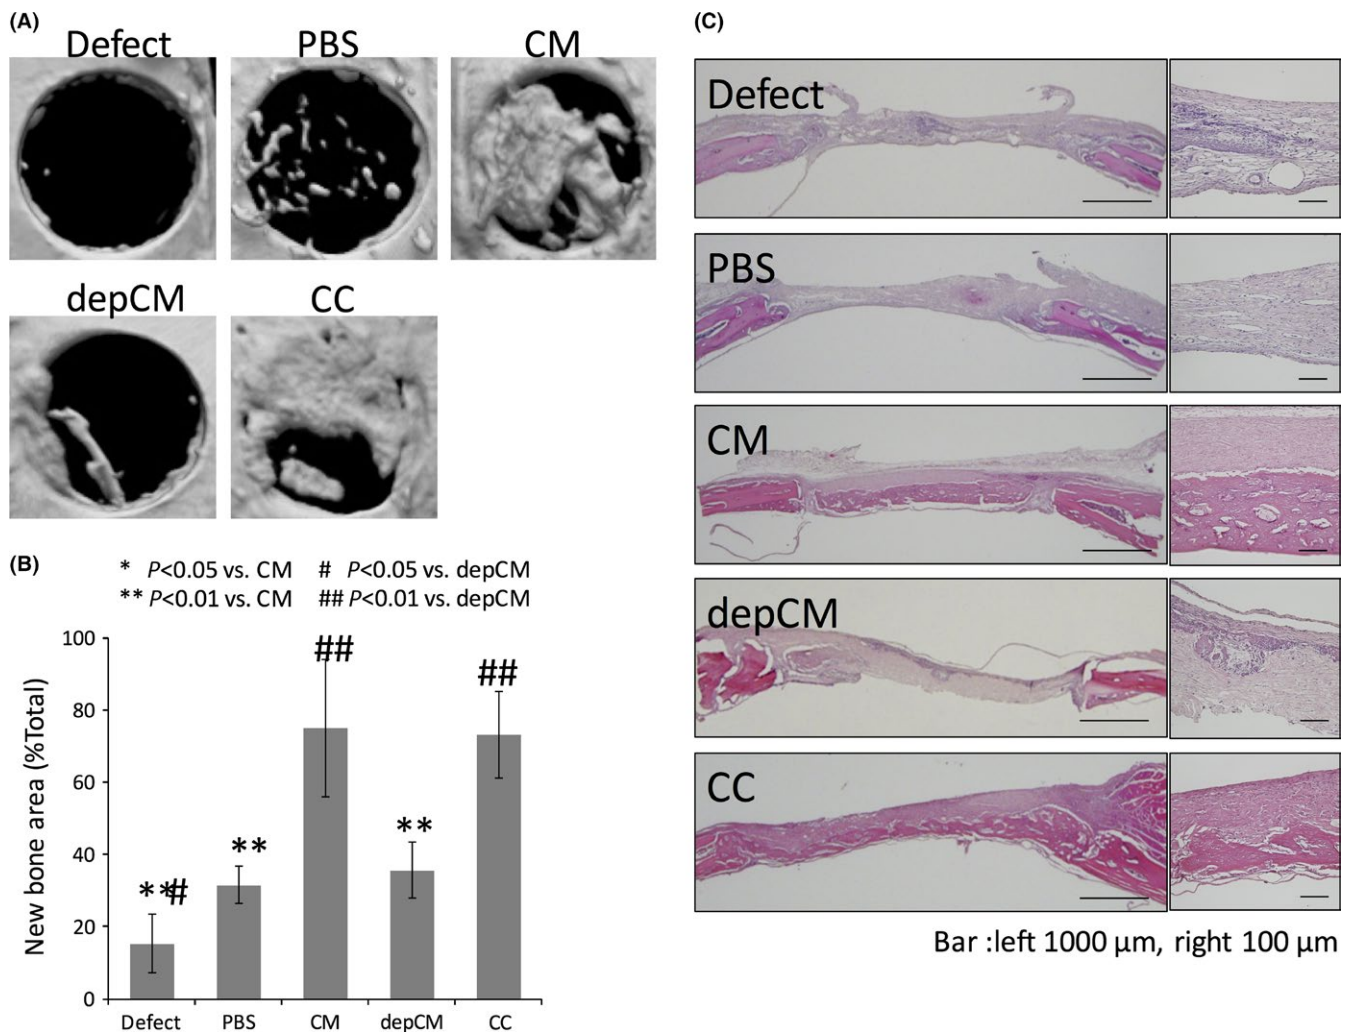 (A)
Defect PBS CM
depCM CC
(B)
* P<0.05 vs. CM # P<0.05 vs. depCM
** P<0.01 vs. CM ## P<0.01 vs. depCM
New bone area (%Total)
100
80
60
40
20
0
**#
**
##
**
##
Defect PBS CM depCM CC
(C)
Defect
PBS
CM
depCM
CC
Bar :left 1000 µm, right 100 µm